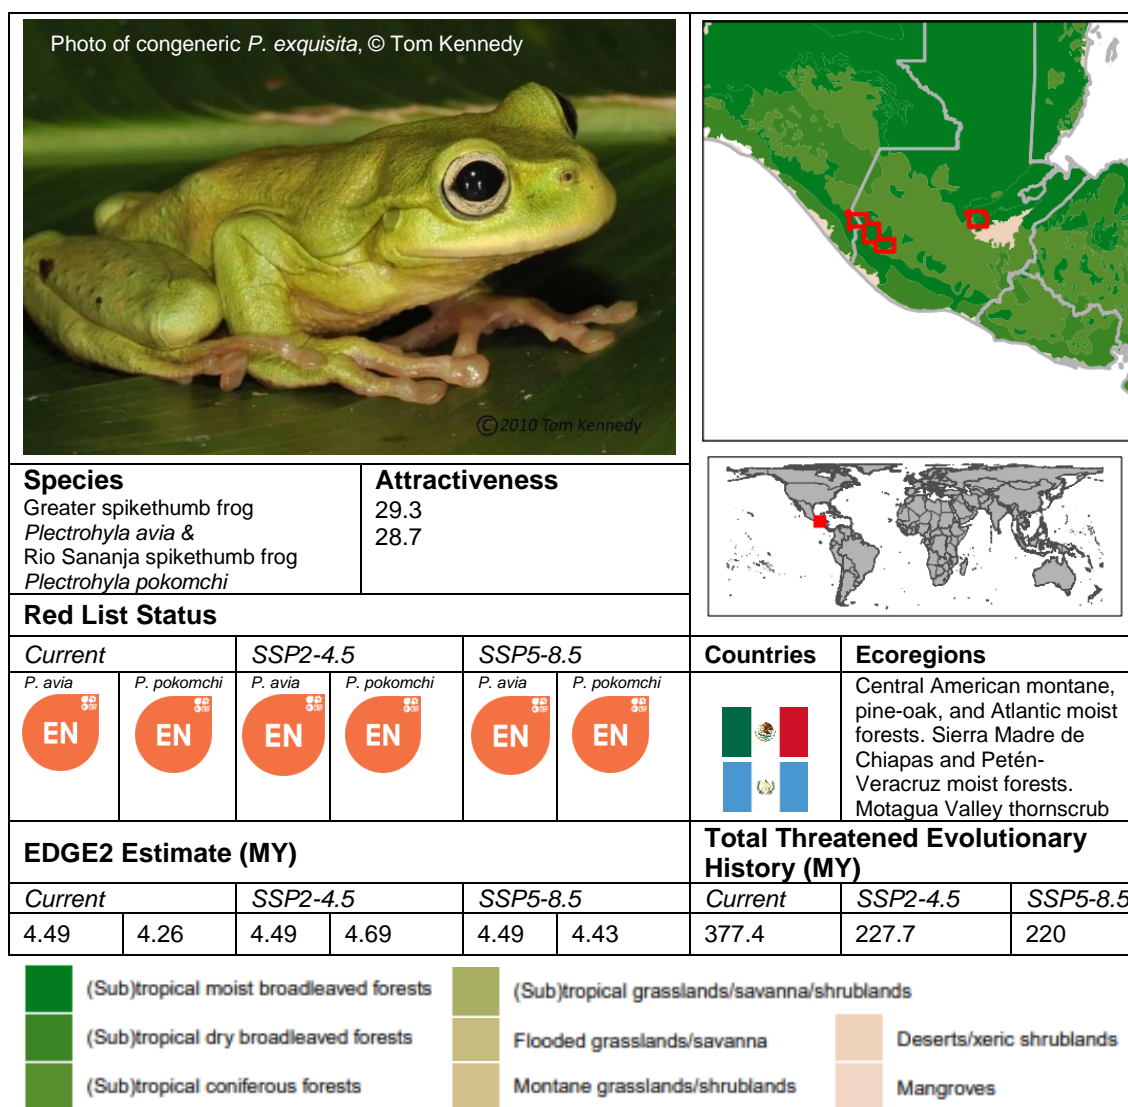 Photo of congeneric P. exquisita, © Tom Kennedy
© 2010 Tom Kennedy
Species
Greater spikethumb frog
Plectrohyla avia &
Rio Sananja spikethumb frog
Plectrohyla pokomchi
Attractiveness
29.3
28.7
Red List Status
Current SSP2-4.5 SSP5-8.5
P. avia P. pokomchi P. avia P. pokomchi P. avia P. pokomchi
EN EN EN EN EN EN
Countries Ecoregions
Central American montane,
pine-oak, and Atlantic moist
forests. Sierra Madre de
Chiapas and Petén-
Veracruz moist forests.
Motagua Valley thornscrub
EDGE2 Estimate (MY)
Current SSP2-4.5 SSP5-8.5
4.49 4.26 4.49 4.69 4.49 4.43
Total Threatened Evolutionary
History (MY)
Current SSP2-4.5 SSP5-8.5
377.4 227.7 220
(Sub)tropical moist broadleaved forests
(Sub)tropical dry broadleaved forests
(Sub)tropical coniferous forests
(Sub)tropical grasslands/savanna/shrublands
Flooded grasslands/savanna
Montane grasslands/shrublands
Deserts/xeric shrublands
Mangroves